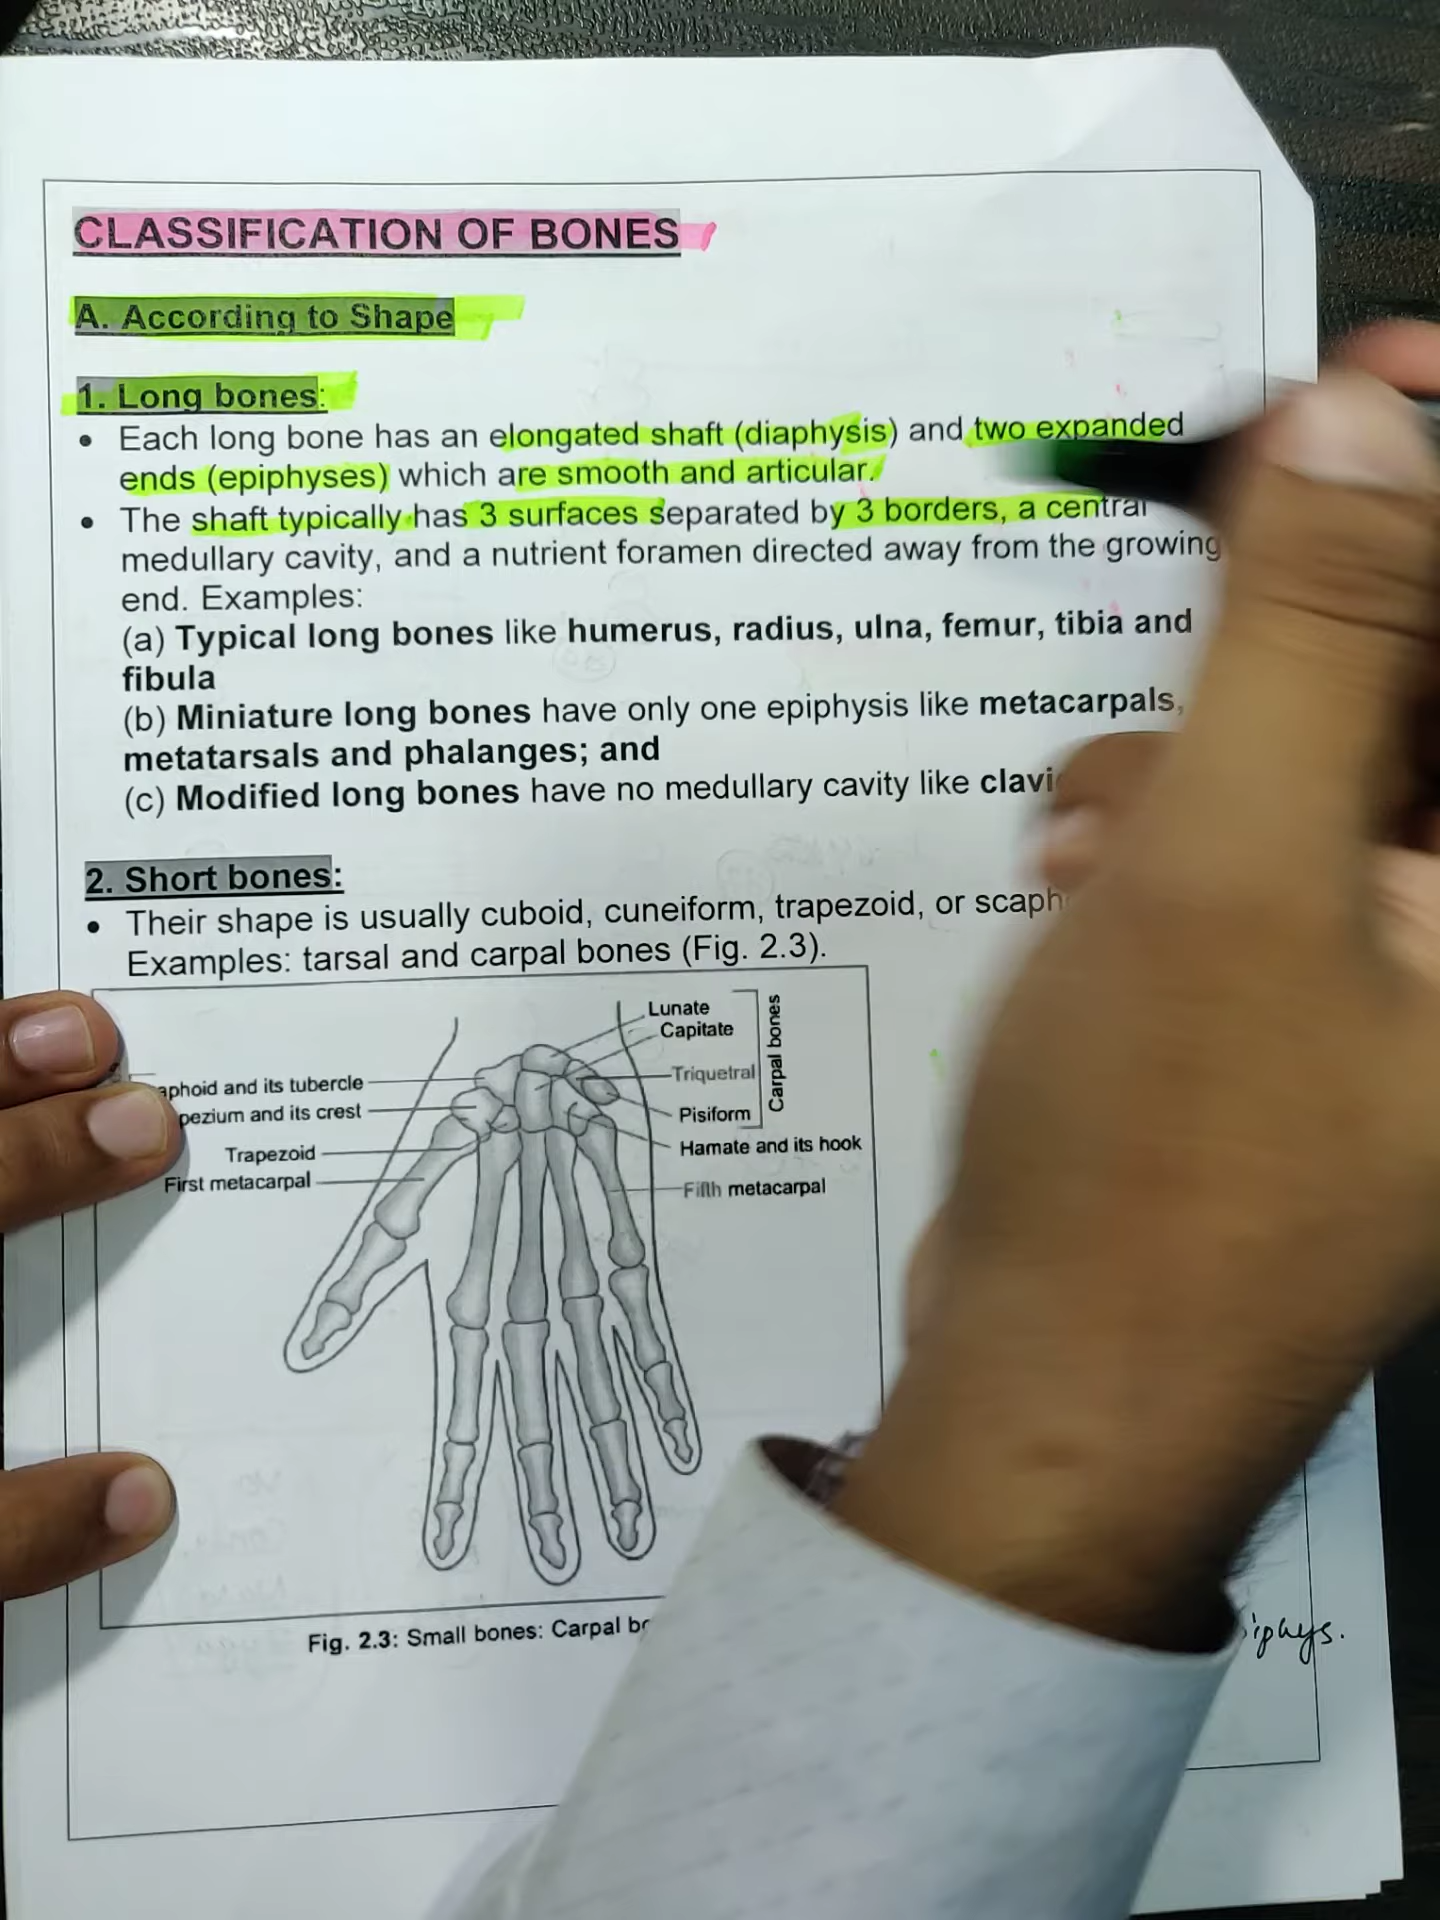 CLASSIFICATION OF BONES
A. According to Shape
1. Long bones:
• Each long bone has an elongated shaft (diaphysis) and two expanded
ends (epiphyses) which are smooth and articular.
• The shaft typically has 3 surfaces separated by 3 borders, a central
medullary cavity, and a nutrient foramen directed away from the growing
end. Examples:
(a) Typical long bones like humerus, radius, ulna, femur, tibia and
fibula
(b) Miniature long bones have only one epiphysis like metacarpals,
metatarsals and phalanges; and
(c) Modified long bones have no medullary cavity like
2. Short bones:
• Their shape is usually cuboid, cuneiform, trapezoid, or
Examples: tarsal and carpal bones (Fig. 2.3).
Lunate
Capitate
Triquetral
Pisiform
Carpal bones
Hamate and its hook
Fifth metacarpal
and its tubercle
and its crest
Trapezoid
First metacarpal
Fig. 2.3: Small bones: Carpal